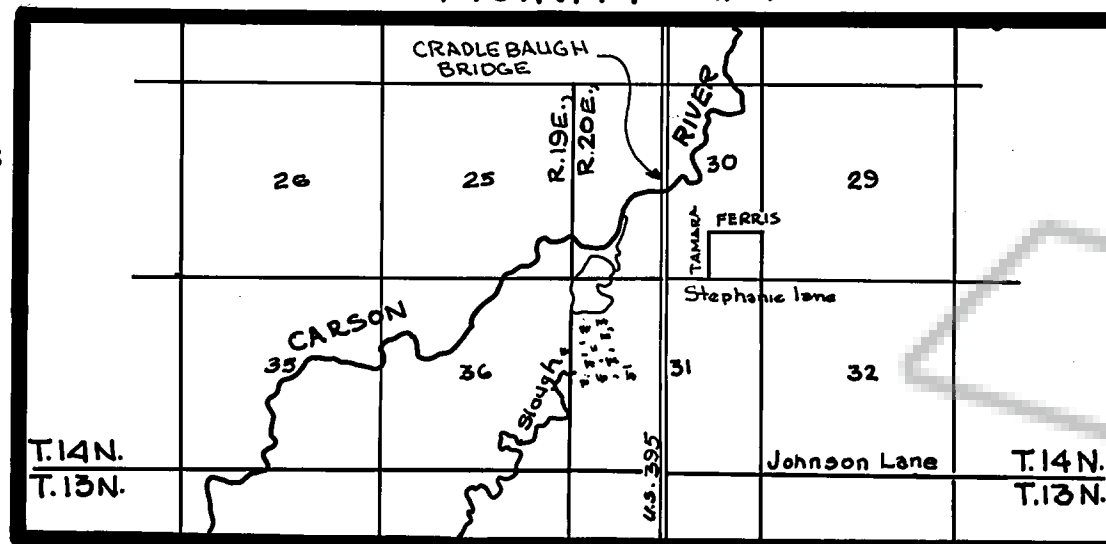 CRADLEBAUGH
BRIDGE
RIVER
R.19E.,
R.20E.,
26
25
30
29
TAMARA
FERRIS
Stephanie lane
CARSON
35
36
Slough
31
32
U.S. 395
T.14N.
T.13N.
Johnson Lane
T.14N.
T.13N.